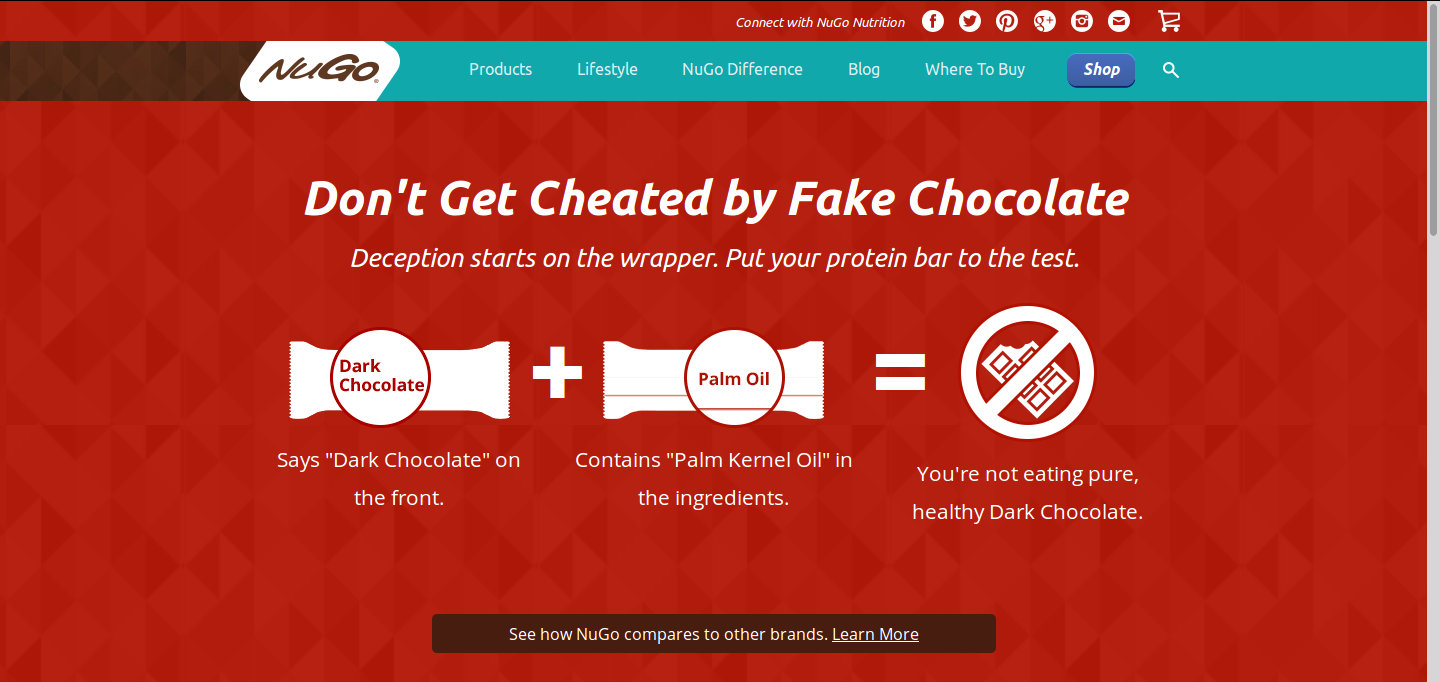 Connect with NuGo Nutrition
NuGo
Products Lifestyle NuGo Difference Blog Where To Buy Shop
Don't Get Cheated by Fake Chocolate
Deception starts on the wrapper. Put your protein bar to the test.
Dark
Chocolate
Palm Oil
Says "Dark Chocolate" on
the front.
Contains "Palm Kernel Oil" in
the ingredients.
You're not eating pure,
healthy Dark Chocolate.
See how NuGo compares to other brands. Learn More